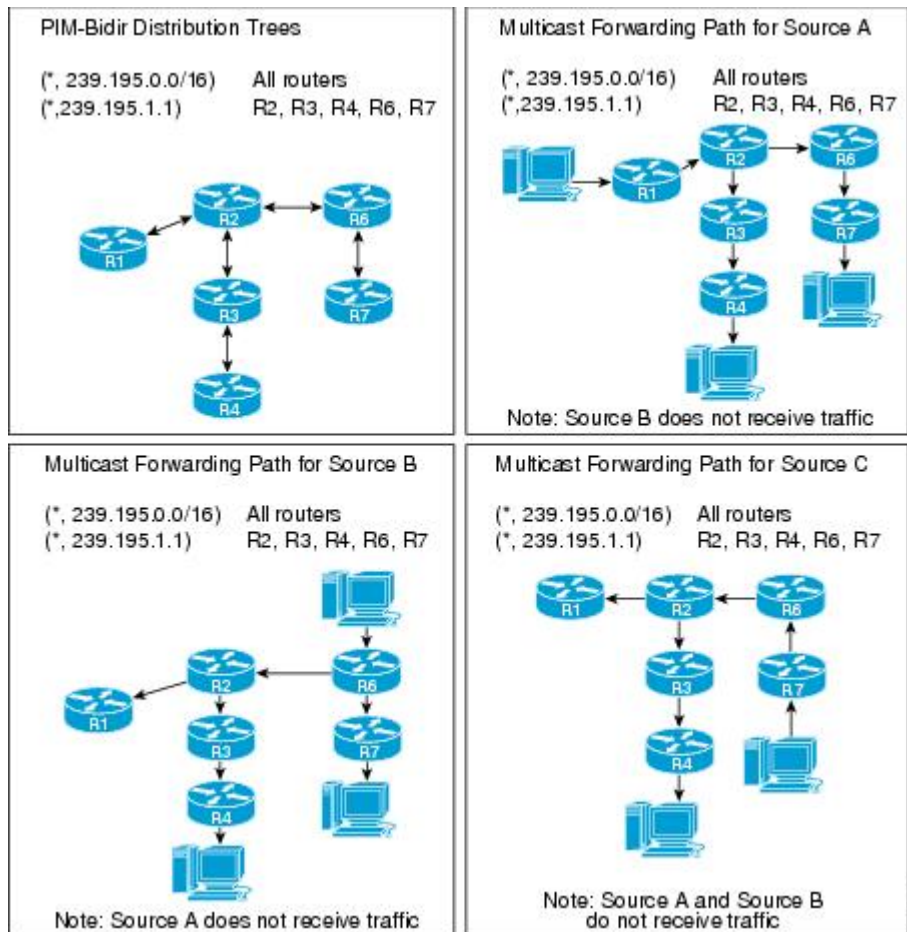 PIM-Bidir Distribution Trees
(*, 239.195.0.0/16) All routers
(*,239.195.1.1) R2, R3, R4, R6, R7
R2
R6
R1
R3
R7
R4
Multicast Forwarding Path for Source A
(*, 239.195.0.0/16) All routers
(*,239.195.1.1) R2, R3, R4, R6, R7
R2
R6
R1
R3
R7
R4
Note: Source B does not receive traffic
Multicast Forwarding Path for Source B
(*, 239.195.0.0/16) All routers
(*, 239.195.1.1) R2, R3, R4, R6, R7
R2
R6
R1
R3
R7
R4
Note: Source A does not receive traffic
Multicast Forwarding Path for Source C
(*, 239.195.0.0/16) All routers
(*, 239.195.1.1) R2, R3, R4, R6, R7
R1
R2
R6
R3
R7
R4
Note: Source A and Source B
do not receive traffic